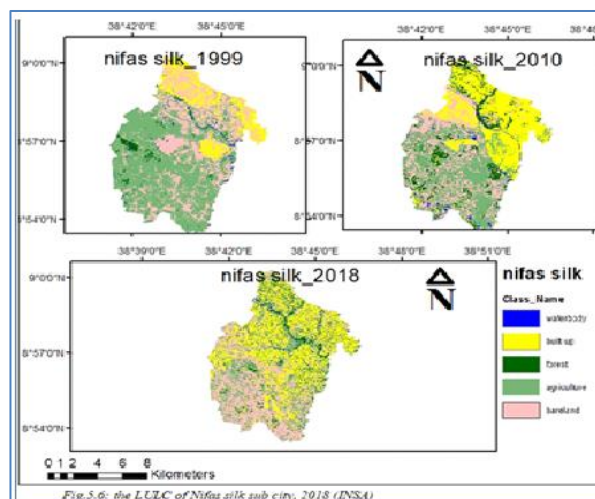 38°42'0"E 38°45'0"E
38°42'0"E 38°45'0"E
nifas silk_1999
9°0'0"N
8°57'0"N
8°54'0"N
nifas silk_2010
N
38°39'0"E 38°42'0"E 38°45'0"E 38°48'0"E 38°51'0"E
nifas silk_2018
N
9°0'0"N
8°57'0"N
8°54'0"N
nifas silk
Class_Name
waterbody
built up
forest
agriculture
bareland
0 1 2 4 6 8
Kilometers
Fig.5.6: the LULC of Nifas silk sub city, 2018 (INSA)